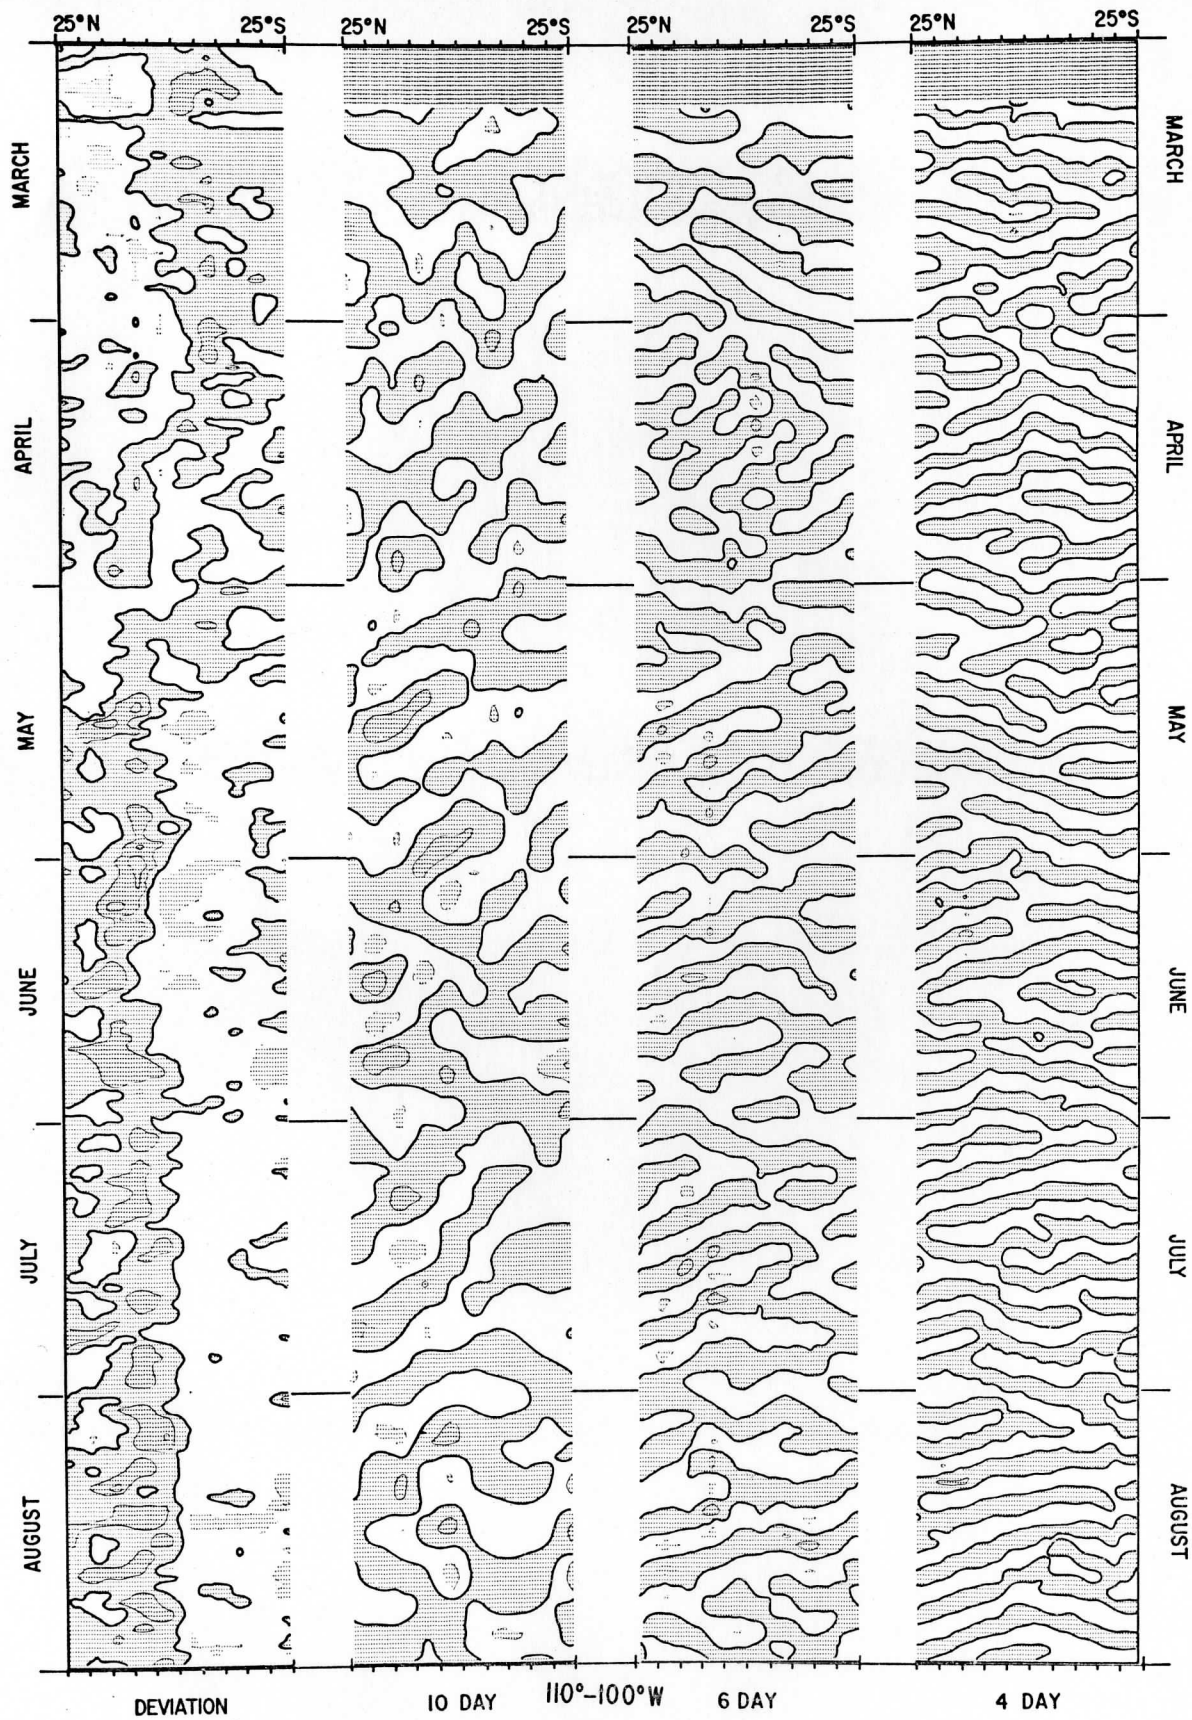 25°N 25°S 25°N 25°S 25°N 25°S 25°N 25°S
MARCH MARCH
APRIL APRIL
MAY MAY
JUNE JUNE
JULY JULY
AUGUST AUGUST
DEVIATION 10 DAY 110°-100°W 6 DAY 4 DAY